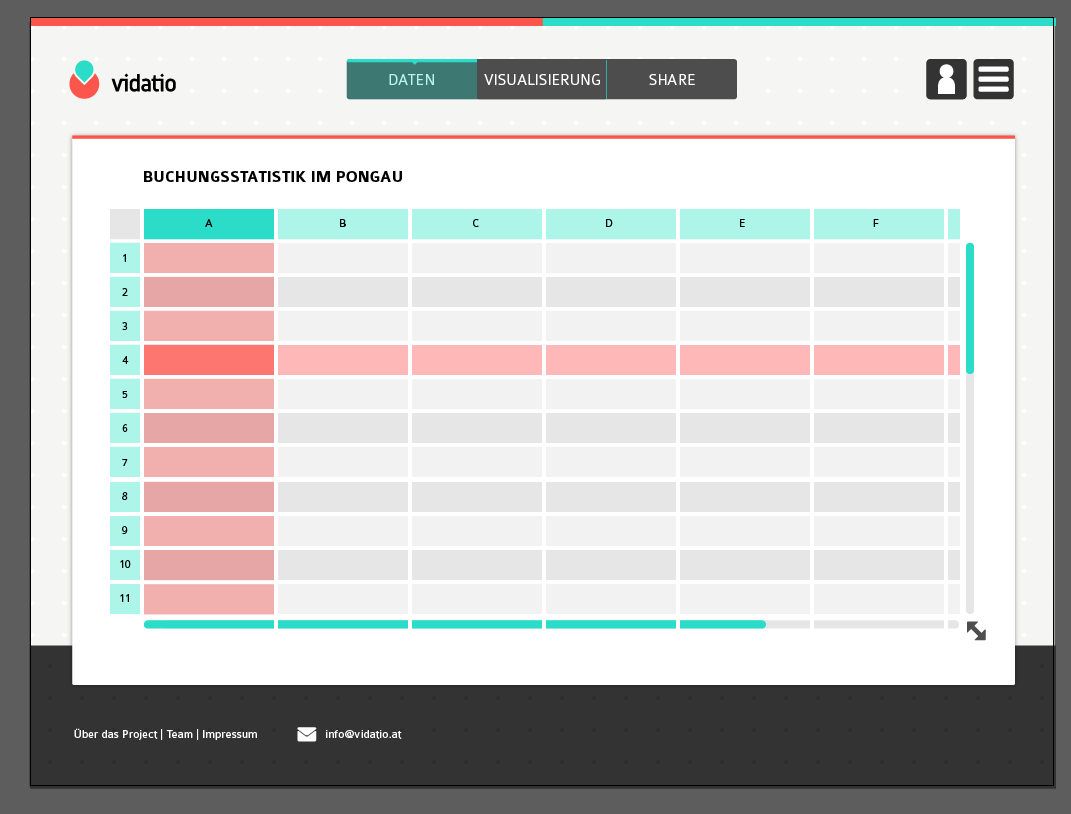 vidatio
DATEN VISUALISIERUNG SHARE
BUCHUNGSSTATISTIK IM PONGAU
A B C D E F
1
2
3
4
5
6
7
8
9
10
11
Über das Project | Team | Impressum info@vidatio.at